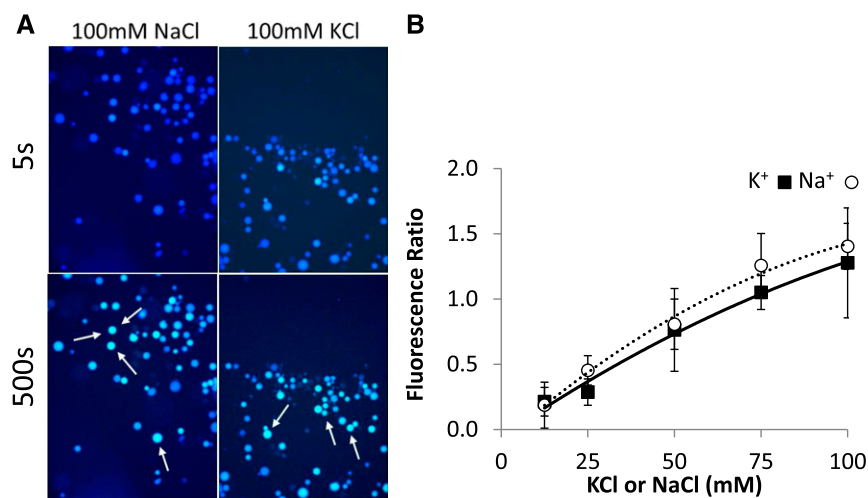 A
100mM NaCl
100mM KCl
5s
500s
B
K⁺ Na⁺
2.0
1.5
1.0
0.5
0.0
Fluorescence Ratio
0 25 50 75 100
KCl or NaCl (mM)